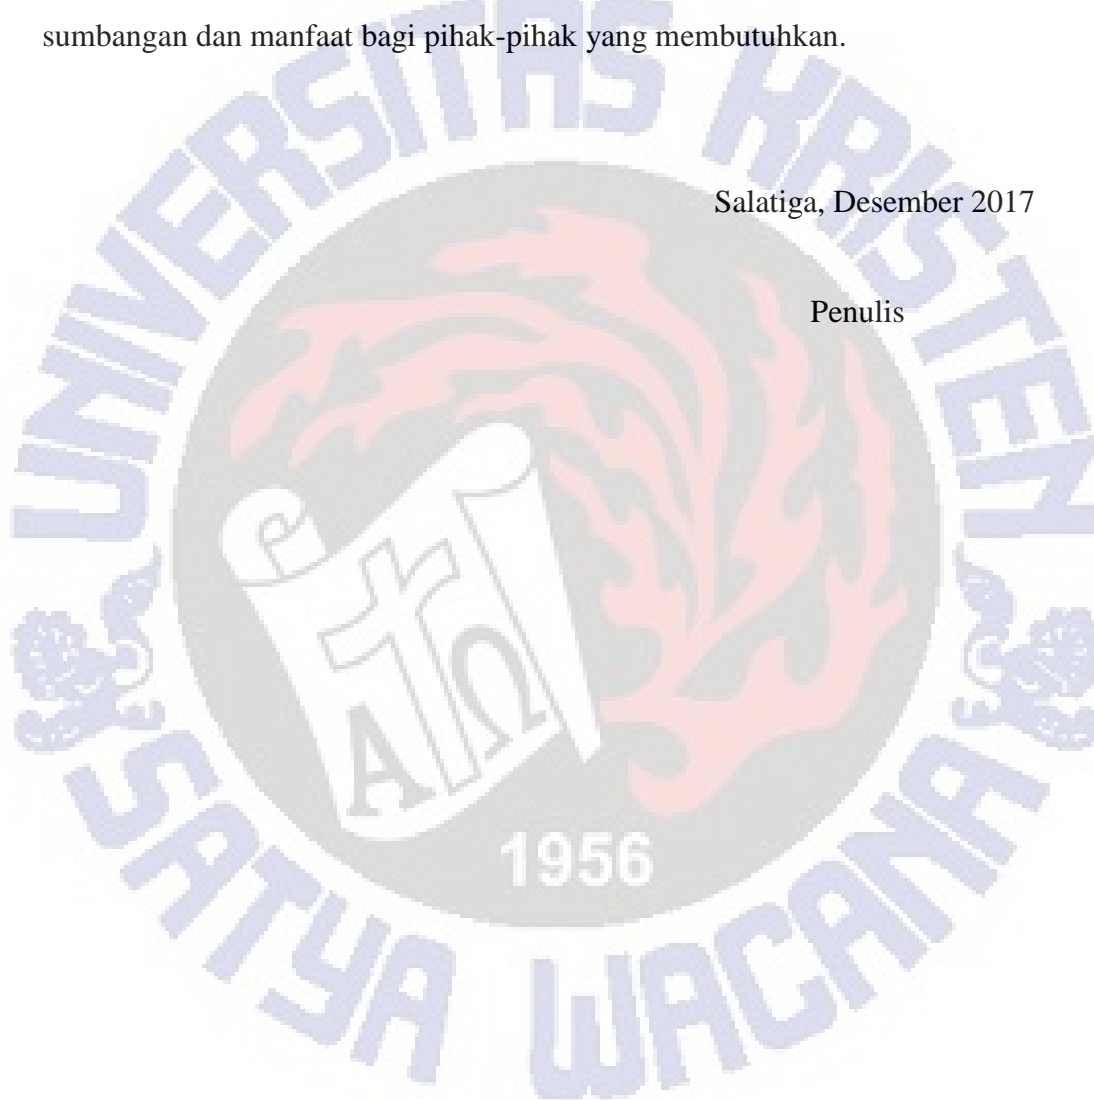 sumbangan dan manfaat bagi pihak-pihak yang membutuhkan.
Salatiga, Desember 2017
Penulis
UNIVERSITAS KRISTEN
SATYA WACANA
Α Ω
1956